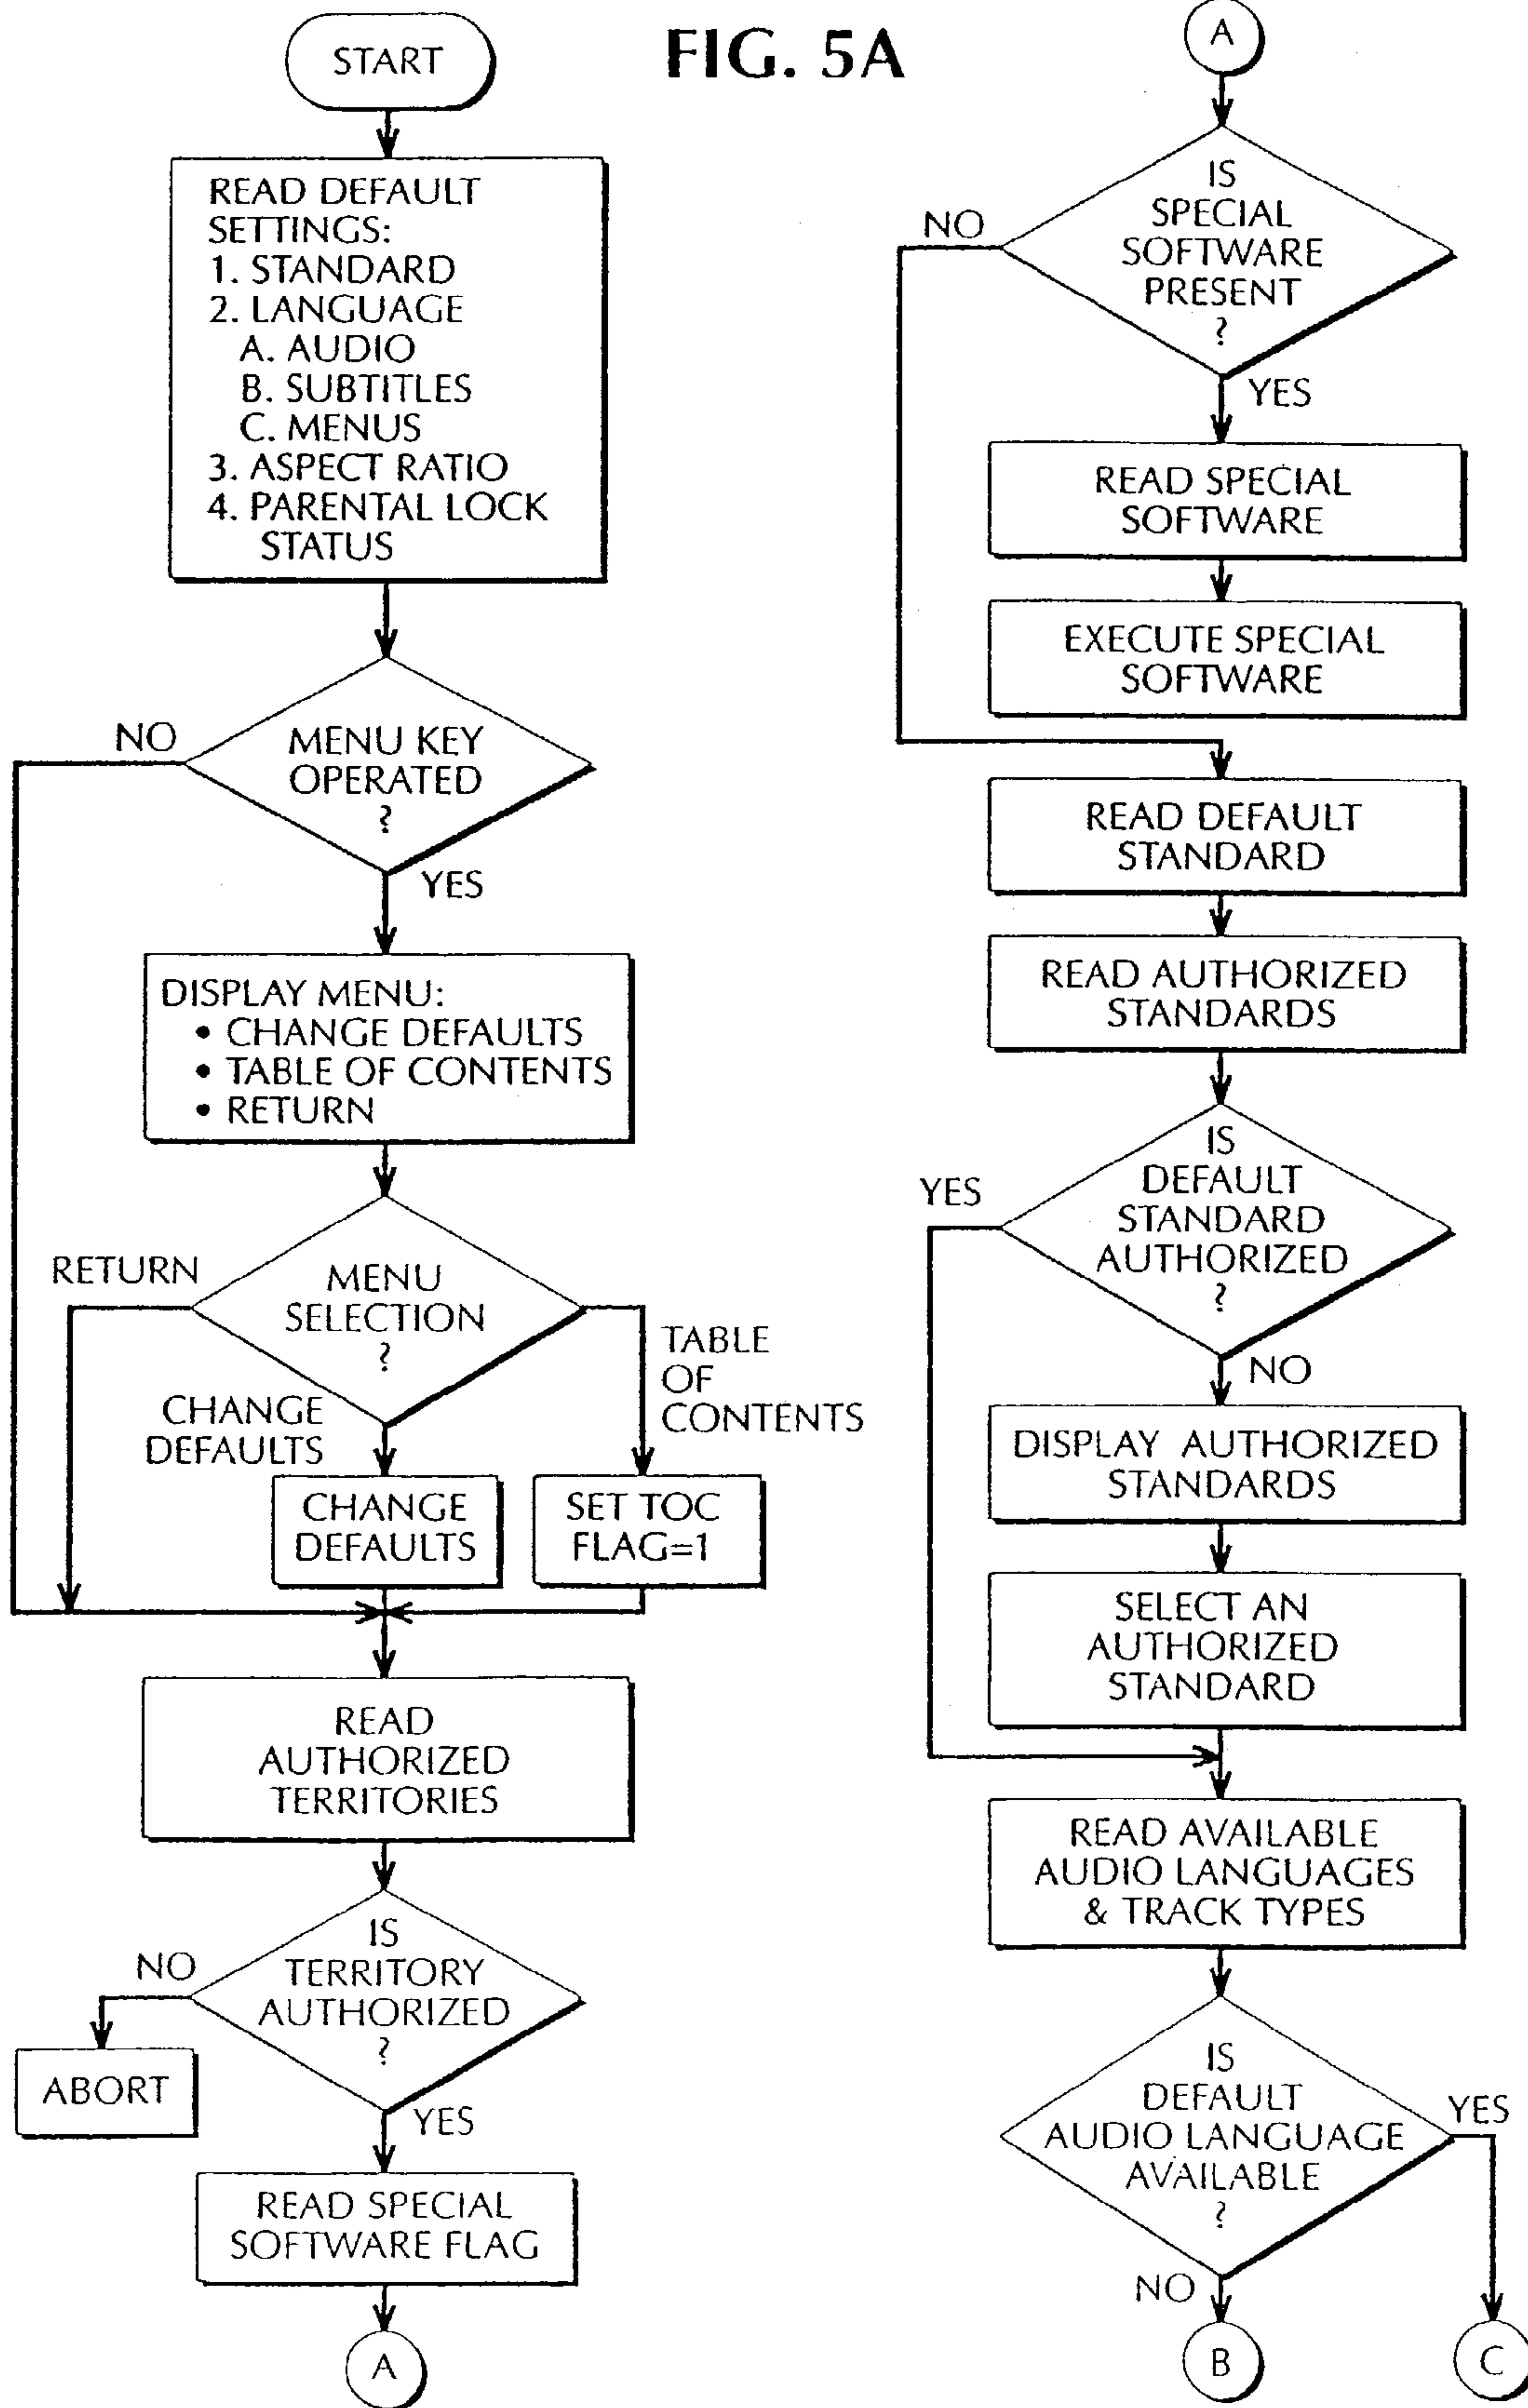 FIG. 5A
START
READ DEFAULT
SETTINGS:
1. STANDARD
2. LANGUAGE
A. AUDIO
B. SUBTITLES
C. MENUS
3. ASPECT RATIO
4. PARENTAL LOCK
STATUS
NO
MENU KEY
OPERATED
?
YES
DISPLAY MENU:
• CHANGE DEFAULTS
• TABLE OF CONTENTS
• RETURN
RETURN
MENU
SELECTION
?
TABLE
OF
CONTENTS
CHANGE
DEFAULTS
CHANGE
DEFAULTS
SET TOC
FLAG=1
READ
AUTHORIZED
TERRITORIES
NO
IS
TERRITORY
AUTHORIZED
?
ABORT
YES
READ SPECIAL
SOFTWARE FLAG
A
A
NO
IS
SPECIAL
SOFTWARE
PRESENT
?
YES
READ SPECIAL
SOFTWARE
EXECUTE SPECIAL
SOFTWARE
READ DEFAULT
STANDARD
READ AUTHORIZED
STANDARDS
YES
IS
DEFAULT
STANDARD
AUTHORIZED
?
NO
DISPLAY AUTHORIZED
STANDARDS
SELECT AN
AUTHORIZED
STANDARD
READ AVAILABLE
AUDIO LANGUAGES
& TRACK TYPES
IS
DEFAULT
AUDIO LANGUAGE
AVAILABLE
?
YES
NO
B
C